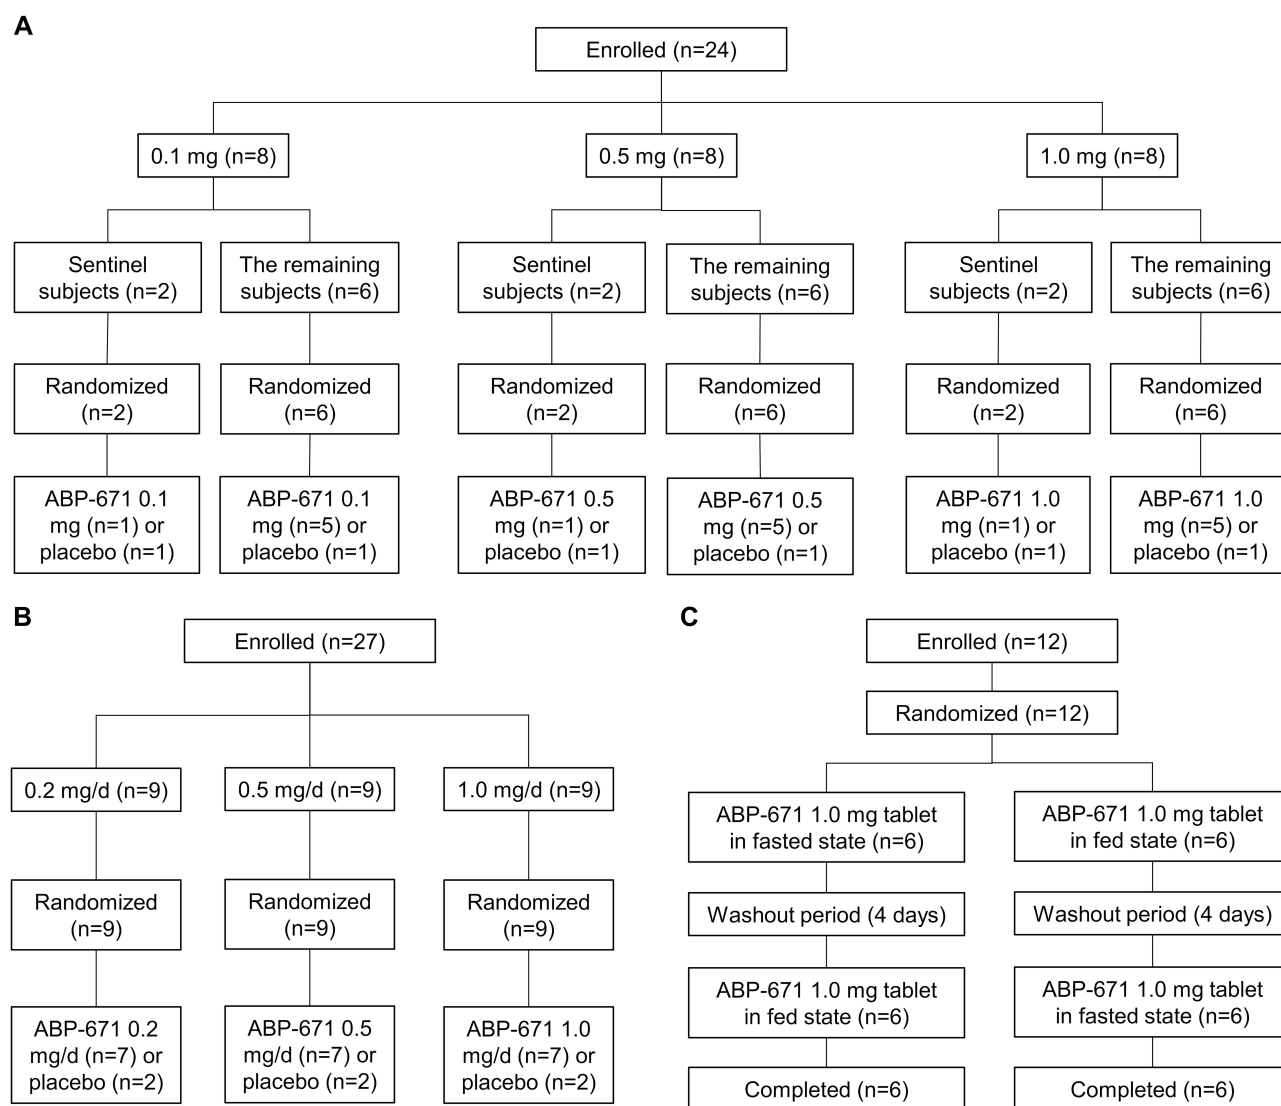 A
Enrolled (n=24)
0.1 mg (n=8)
0.5 mg (n=8)
1.0 mg (n=8)
Sentinel
subjects (n=2)
The remaining
subjects (n=6)
Sentinel
subjects (n=2)
The remaining
subjects (n=6)
Sentinel
subjects (n=2)
The remaining
subjects (n=6)
Randomized
(n=2)
Randomized
(n=6)
Randomized
(n=2)
Randomized
(n=6)
Randomized
(n=2)
Randomized
(n=6)
ABP-671 0.1
mg (n=1) or
placebo (n=1)
ABP-671 0.1
mg (n=5) or
placebo (n=1)
ABP-671 0.5
mg (n=1) or
placebo (n=1)
ABP-671 0.5
mg (n=5) or
placebo (n=1)
ABP-671 1.0
mg (n=1) or
placebo (n=1)
ABP-671 1.0
mg (n=5) or
placebo (n=1)
B
Enrolled (n=27)
0.2 mg/d (n=9)
0.5 mg/d (n=9)
1.0 mg/d (n=9)
Randomized
(n=9)
Randomized
(n=9)
Randomized
(n=9)
ABP-671 0.2
mg/d (n=7) or
placebo (n=2)
ABP-671 0.5
mg/d (n=7) or
placebo (n=2)
ABP-671 1.0
mg/d (n=7) or
placebo (n=2)
C
Enrolled (n=12)
Randomized (n=12)
ABP-671 1.0 mg tablet
in fasted state (n=6)
ABP-671 1.0 mg tablet
in fed state (n=6)
Washout period (4 days)
Washout period (4 days)
ABP-671 1.0 mg tablet
in fed state (n=6)
ABP-671 1.0 mg tablet
in fasted state (n=6)
Completed (n=6)
Completed (n=6)